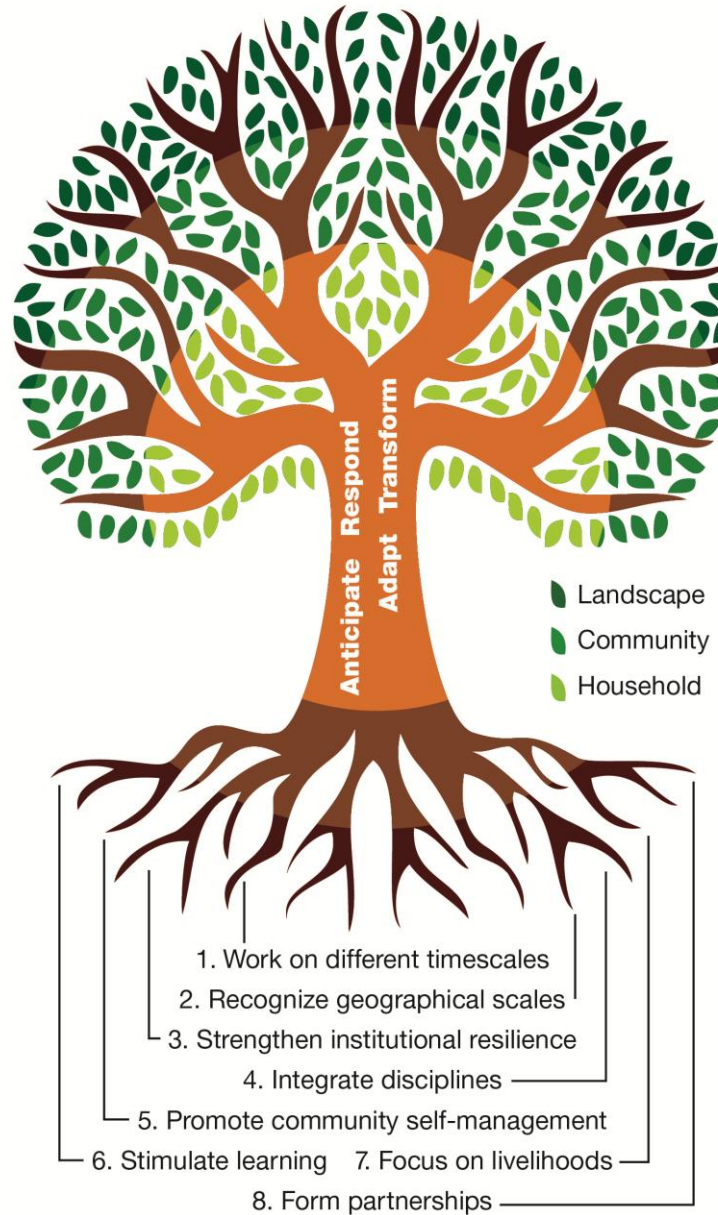 Anticipate Respond
Adapt Transform
Landscape
Community
Household
1. Work on different timescales
2. Recognize geographical scales
3. Strengthen institutional resilience
4. Integrate disciplines
5. Promote community self-management
6. Stimulate learning 7. Focus on livelihoods
8. Form partnerships